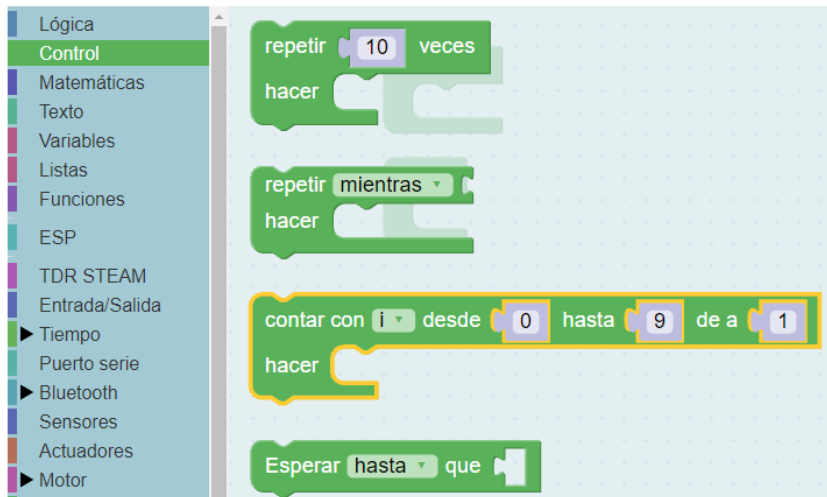 Lógica
Control
Matemáticas
Texto
Variables
Listas
Funciones
ESP
TDR STEAM
Entrada/Salida
Tiempo
Puerto serie
Bluetooth
Sensores
Actuadores
Motor
repetir 10 veces
hacer
repetir mientras
hacer
contar con i desde 0 hasta 9 de a 1
hacer
Esperar hasta que